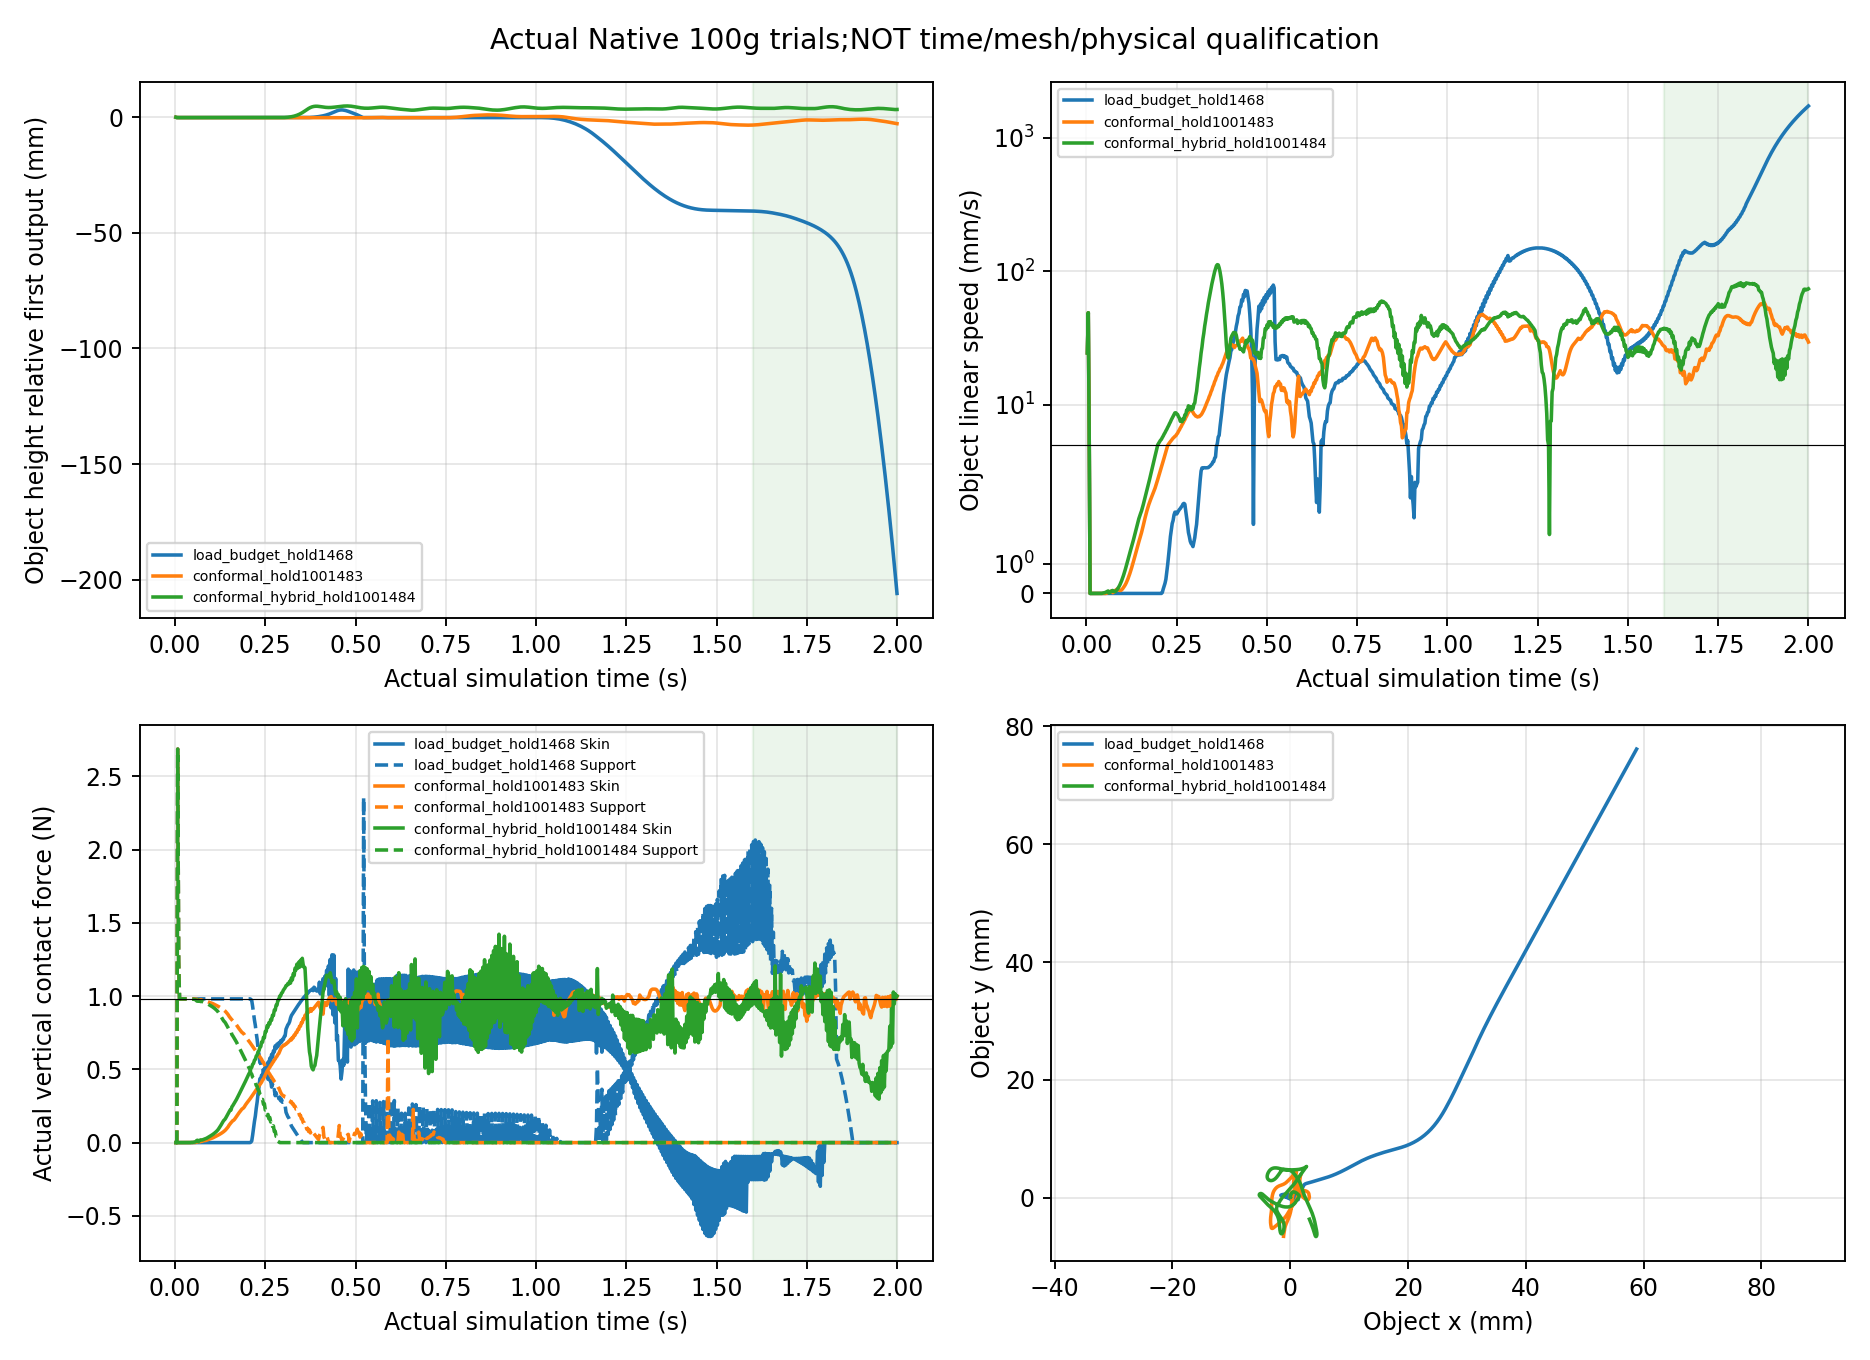 Actual Native 100g trials;NOT time/mesh/physical qualification
Object height relative first output (mm)
0
−50
−100
−150
−200
load_budget_hold1468
conformal_hold1001483
conformal_hybrid_hold1001484
0.00 0.25 0.50 0.75 1.00 1.25 1.50 1.75 2.00
Actual simulation time (s)
Object linear speed (mm/s)
10³
10²
10¹
10⁰
0
load_budget_hold1468
conformal_hold1001483
conformal_hybrid_hold1001484
0.00 0.25 0.50 0.75 1.00 1.25 1.50 1.75 2.00
Actual simulation time (s)
Actual vertical contact force (N)
2.5
2.0
1.5
1.0
0.5
0.0
−0.5
load_budget_hold1468 Skin
load_budget_hold1468 Support
conformal_hold1001483 Skin
conformal_hold1001483 Support
conformal_hybrid_hold1001484 Skin
conformal_hybrid_hold1001484 Support
0.00 0.25 0.50 0.75 1.00 1.25 1.50 1.75 2.00
Actual simulation time (s)
Object y (mm)
80
60
40
20
0
load_budget_hold1468
conformal_hold1001483
conformal_hybrid_hold1001484
−40 −20 0 20 40 60 80
Object x (mm)